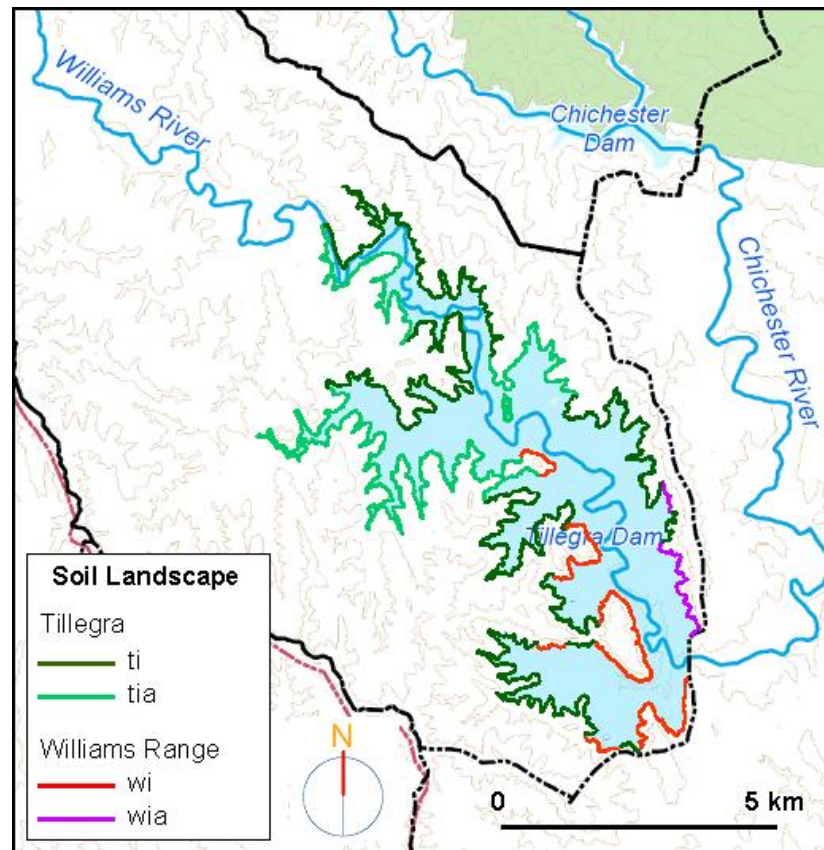 Williams River
Chichester
Dam
Chichester River
Tillegra Dam
Soil Landscape
Tillegra
ti
tia
Williams Range
wi
wia
N
0
5 km